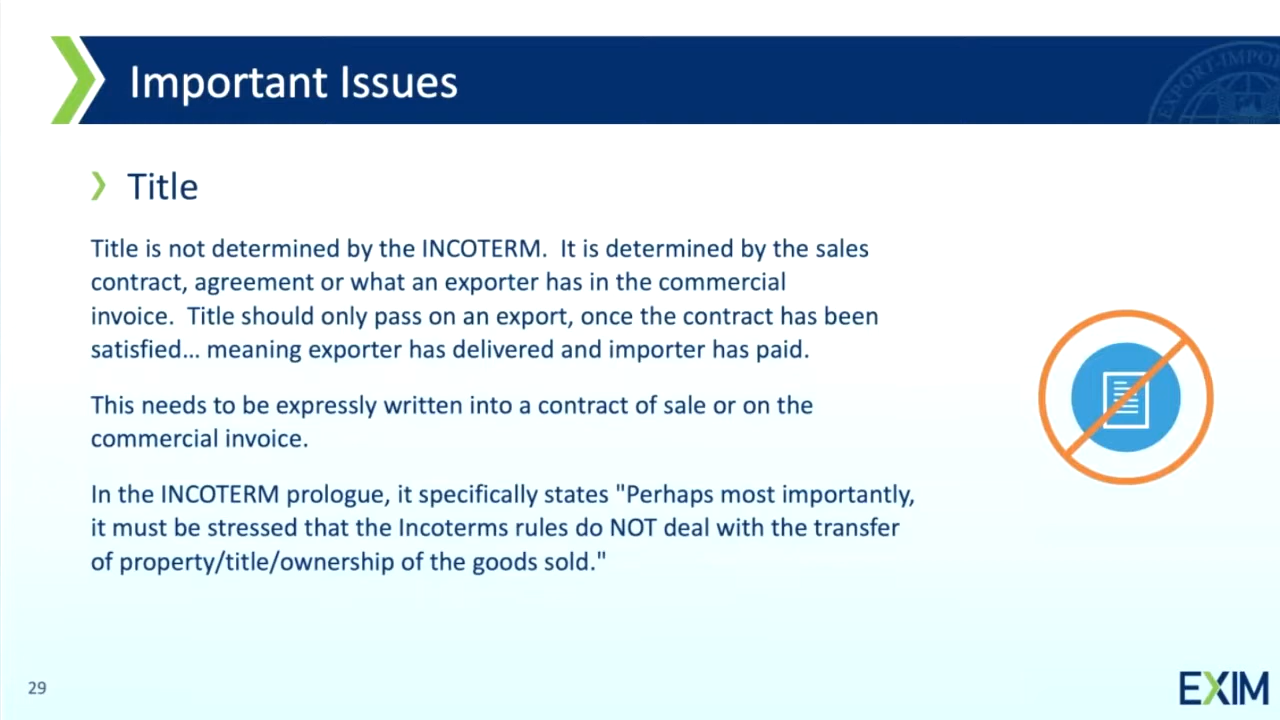 Important Issues
EXPORT-IMPO
Title
Title is not determined by the INCOTERM.  It is determined by the sales
contract, agreement or what an exporter has in the commercial
invoice.  Title should only pass on an export, once the contract has been
satisfied... meaning exporter has delivered and importer has paid.
This needs to be expressly written into a contract of sale or on the
commercial invoice.
In the INCOTERM prologue, it specifically states "Perhaps most importantly,
it must be stressed that the Incoterms rules do NOT deal with the transfer
of property/title/ownership of the goods sold."
29
EXIM